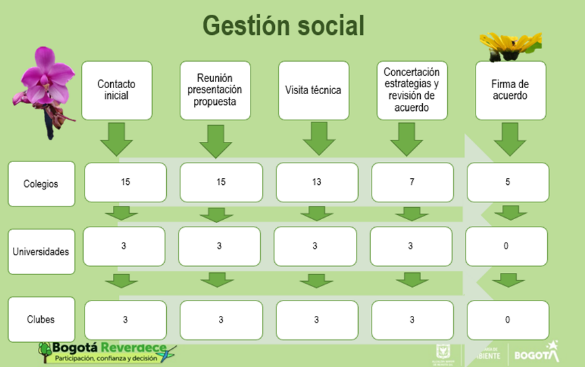 Gestión social
Contacto
inicial
Reunión
presentación
propuesta
Visita técnica
Concertación
estrategias y
revisión de
acuerdo
Firma de
acuerdo
Colegios
15
15
13
7
5
Universidades
3
3
3
3
0
Clubes
3
3
3
3
0
Bogotá Reverdece
Participación, confianza y decisión
BIENTE
BOGOTÁ